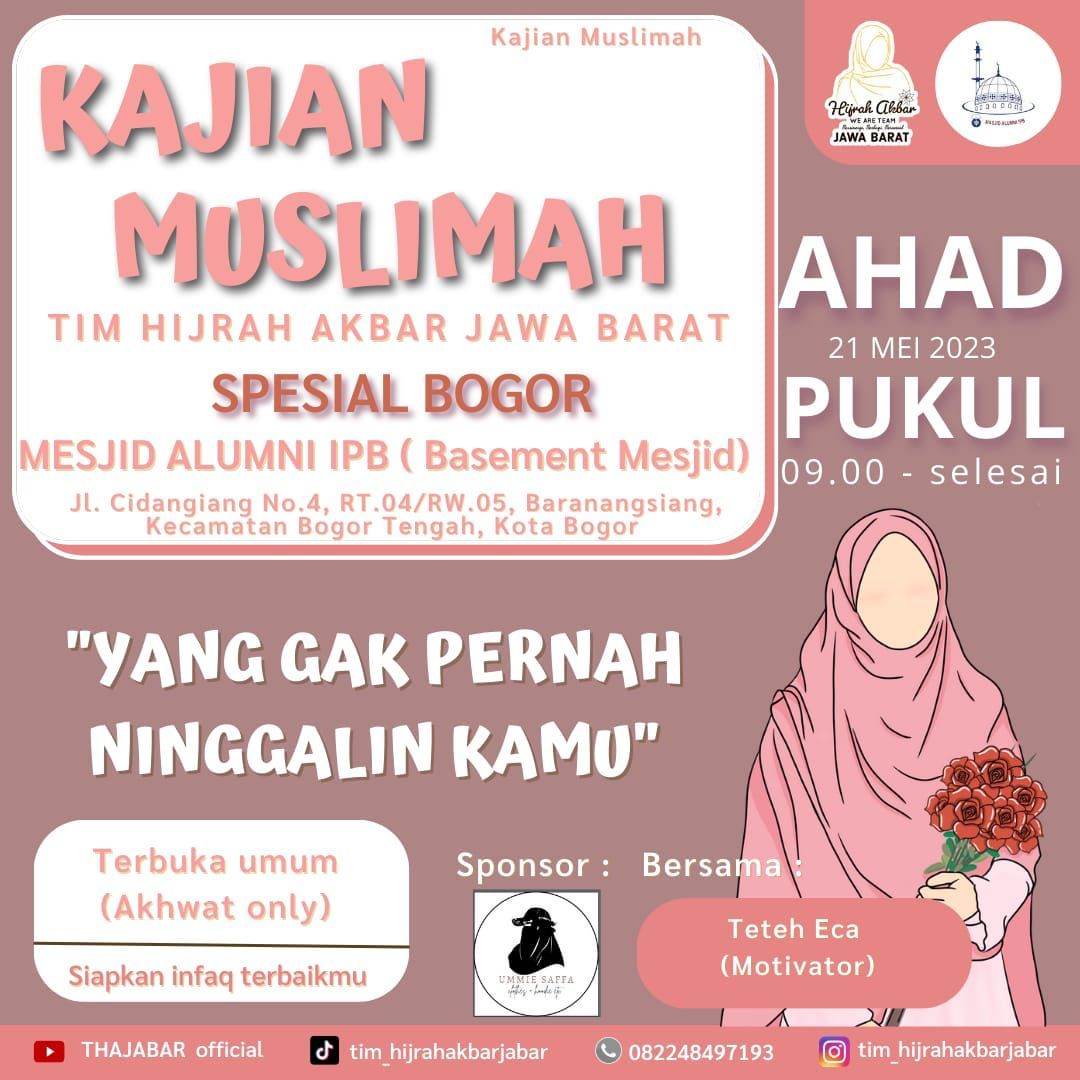 Kajian Muslimah
KAJIAN
MUSLIMAH
TIM HIJRAH AKBAR JAWA BARAT
SPESIAL BOGOR
MESJID ALUMNI IPB ( Basement Mesjid)
Jl. Cidangiang No.4, RT.04/RW.05, Baranangsiang,
Kecamatan Bogor Tengah, Kota Bogor
Hijrah Akbar
WE ARE TEAM
JAWA BARAT
MASJID ALUMNI IPB
AHAD
21 MEI 2023
PUKUL
09.00 - selesai
"YANG GAK PERNAH
NINGGALIN KAMU"
Terbuka umum
(Akhwat only)
Siapkan infaq terbaikmu
Sponsor :
UMMIE SAFFA
Bersama :
Teteh Eca
(Motivator)
THAJABAR official
tim_hijrahakbarjabar
082248497193
tim_hijrahakbarjabar